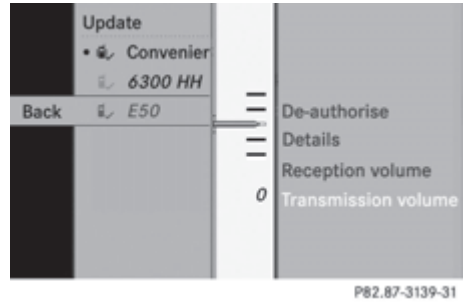 Update
• Convenier
6300 HH
Back E50
De-authorise
Details
Reception volume
0 Transmission volume
P82.87-3139-31